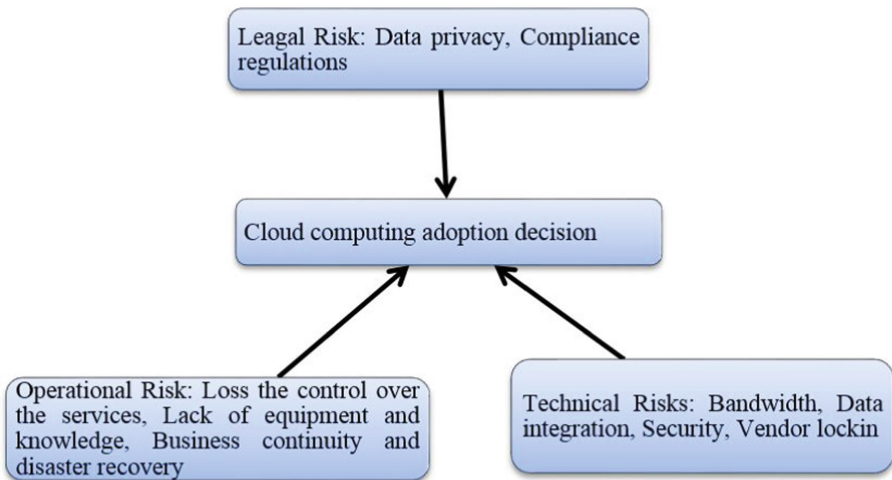 Leagal Risk: Data privacy, Compliance
regulations
Cloud computing adoption decision
Operational Risk: Loss the control over
the services, Lack of equipment and
knowledge, Business continuity and
disaster recovery
Technical Risks: Bandwidth, Data
integration, Security, Vendor lockin